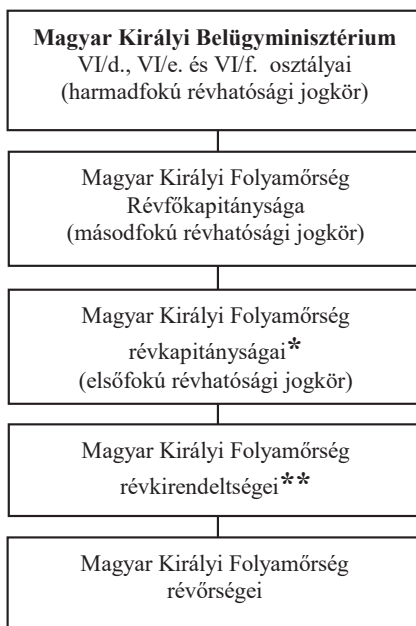 Magyar Királyi Belügyminisztérium
VI/d., VI/e. és VI/f. osztályai
(harmadfokú révhatósági jogkör)
Magyar Királyi Folyamőrség
Révfőkapitánysága
(másodfokú révhatósági jogkör)
Magyar Királyi Folyamőrség
révkapitányságai*
(elsőfokú révhatósági jogkör)
Magyar Királyi Folyamőrség
révkirendeltségei**
Magyar Királyi Folyamőrség
révőrségei